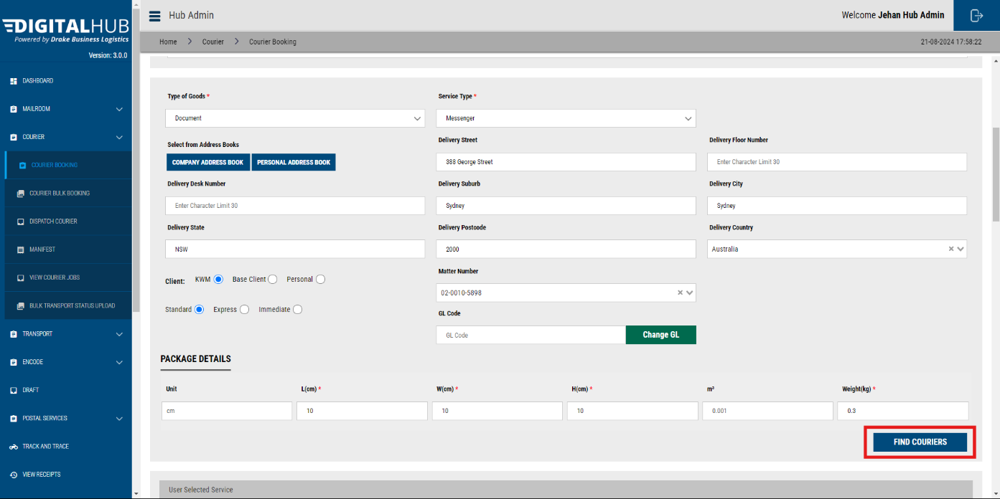 DIGITALHUB
Powered by Drake Business Logistics
Version: 3.0.0
DASHBOARD
MAILROOM
COURIER
COURIER BOOKING
COURIER BULK BOOKING
DISPATCH COURIER
MANIFEST
VIEW COURIER JOBS
BULK TRANSPORT STATUS UPLOAD
TRANSPORT
ENCODE
DRAFT
POSTAL SERVICES
TRACK AND TRACE
VIEW RECEIPTS
Hub Admin
Welcome Jehan Hub Admin
Home > Courier > Courier Booking
21-08-2024 17:58:22
Type of Goods *
Service Type *
Document
Messenger
Select from Address Books
Delivery Street
Delivery Floor Number
COMPANY ADDRESS BOOK PERSONAL ADDRESS BOOK
388 George Street
Enter Character Limit 30
Delivery Desk Number
Delivery Suburb
Delivery City
Enter Character Limit 30
Sydney
Sydney
Delivery State
Delivery Postcode
Delivery Country
NSW
2000
Australia
Client: KWM Base Client Personal
Matter Number
02-0010-5898
Standard Express Immediate
GL Code
GL Code
Change GL
PACKAGE DETAILS
Unit L(cm) * W(cm) * H(cm) * m³ Weight(kg) *
cm 10 10 10 0.001 0.3
FIND COURIERS
User Selected Service